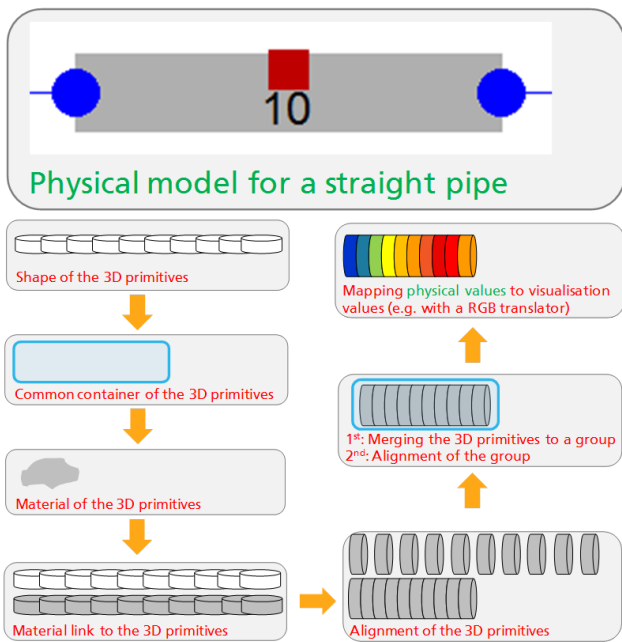 10
Physical model for a straight pipe
Shape of the 3D primitives
Common container of the 3D primitives
Material of the 3D primitives
Material link to the 3D primitives
Alignment of the 3D primitives
1st: Merging the 3D primitives to a group
2nd: Alignment of the group
Mapping physical values to visualisation
values (e.g. with a RGB translator)